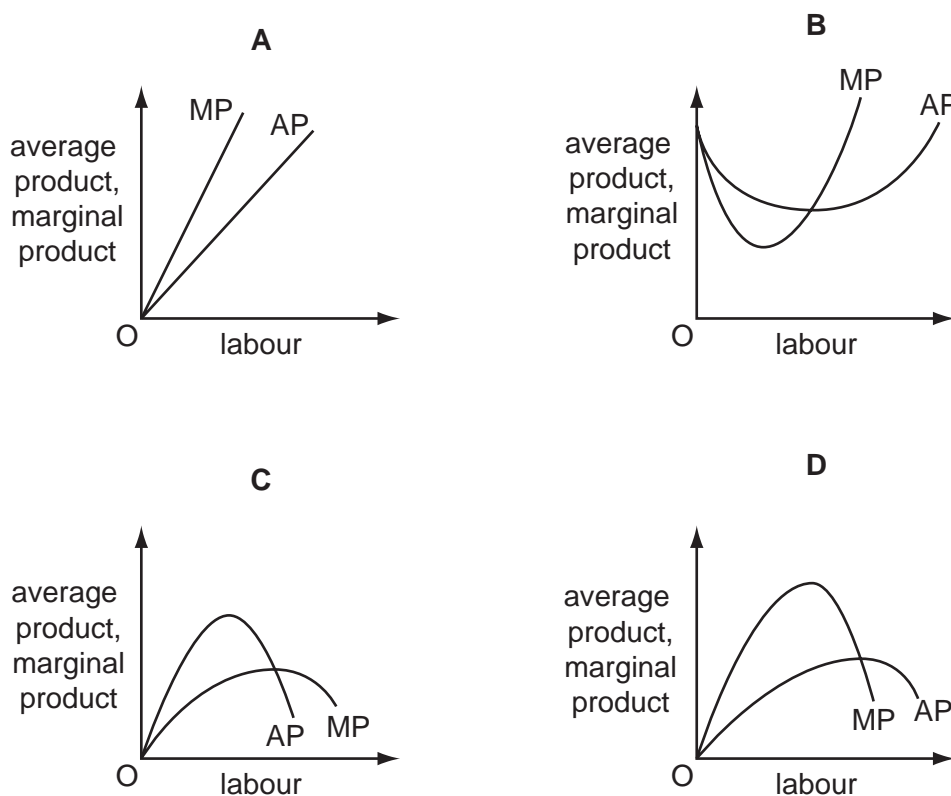 A
MP
AP
average
product,
marginal
product
O
labour
B
MP
AP
average
product,
marginal
product
O
labour
C
average
product,
marginal
product
AP
MP
O
labour
D
average
product,
marginal
product
MP
AP
O
labour